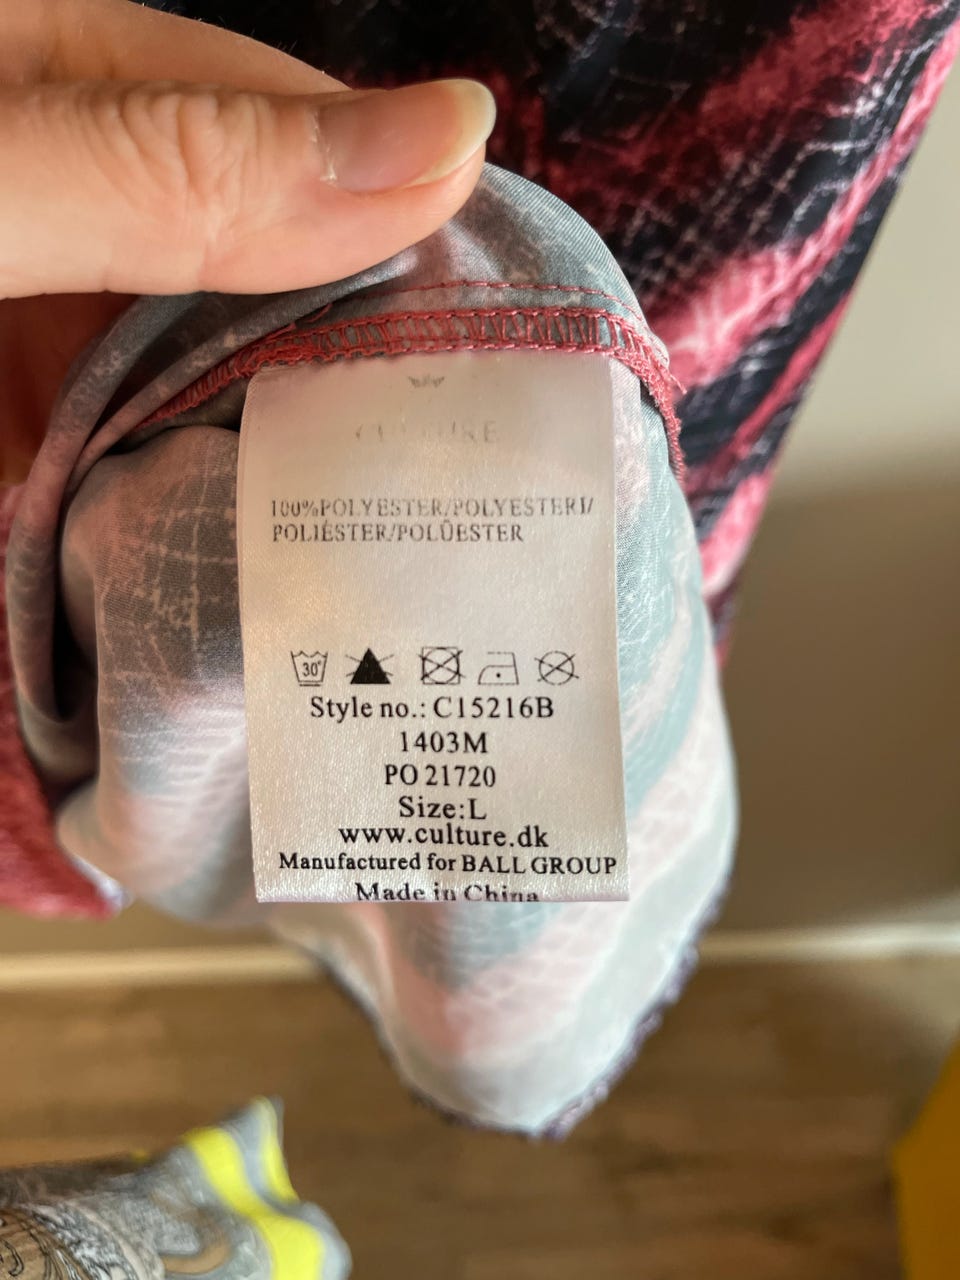 CULTURE
100%POLYESTER/POLYESTERI/
POLIÉSTER/POLÜESTER
30°
Style no.: C15216B
1403M
PO 21720
Size:L
www.culture.dk
Manufactured for BALL GROUP
Made in China